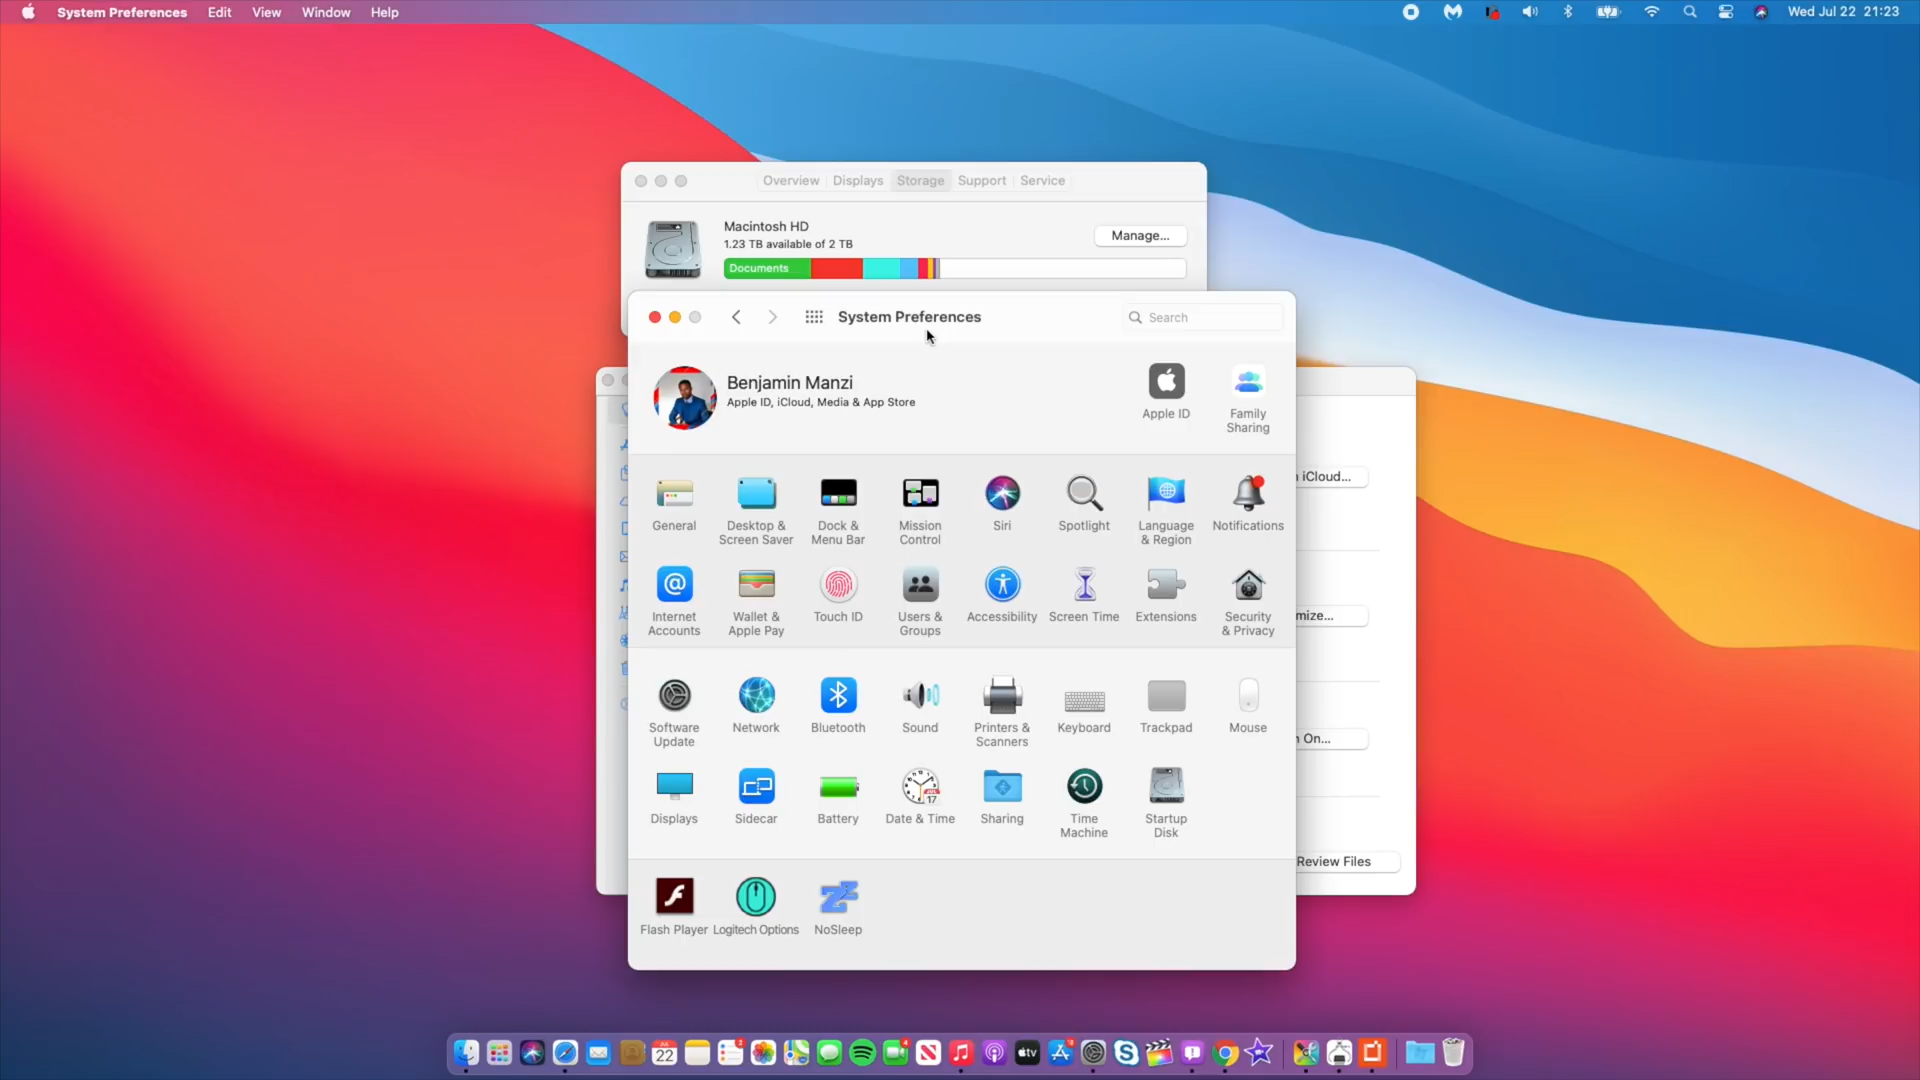 System Preferences Edit View Window Help
Wed Jul 22 21:23
Overview Displays Storage Support Service
Macintosh HD
1.23 TB available of 2 TB
Manage...
Documents
System Preferences
Search
Benjamin Manzi
Apple ID, iCloud, Media & App Store
Apple ID
Family
Sharing
iCloud...
General
Desktop &
Screen Saver
Dock &
Menu Bar
Mission
Control
Siri
Spotlight
Language
& Region
Notifications
Internet
Accounts
Wallet &
Apple Pay
Touch ID
Users &
Groups
Accessibility
Screen Time
Extensions
Security
& Privacy
mize...
Software
Update
Network
Bluetooth
Sound
Printers &
Scanners
Keyboard
Trackpad
Mouse
On...
Displays
Sidecar
Battery
Date & Time
Sharing
Time
Machine
Startup
Disk
Review Files
Flash Player
Logitech Options
NoSleep